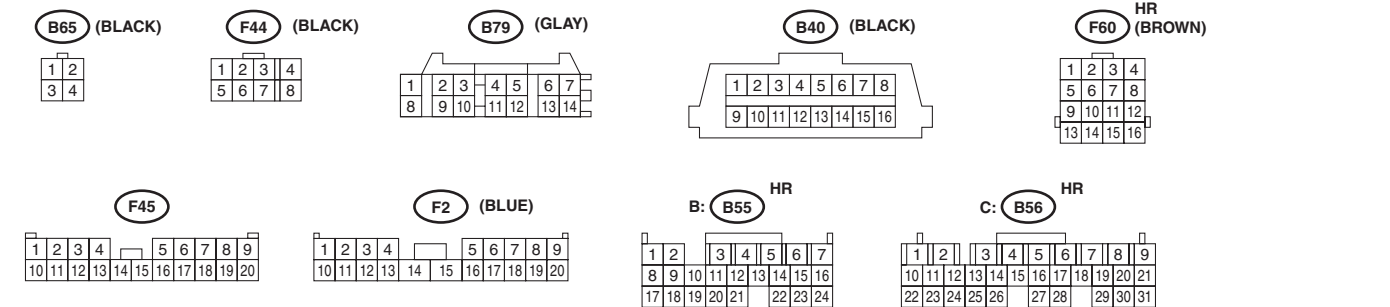 B65 (BLACK)
F44 (BLACK)
B79 (GLAY)
B40 (BLACK)
HR
F60 (BROWN)
1 2
3 4
1 2 3 4
5 6 7 8
1 2 3 4 5 6 7
8 9 10 11 12 13 14
1 2 3 4 5 6 7 8
9 10 11 12 13 14 15 16
1 2 3 4
5 6 7 8
9 10 11 12
13 14 15 16
F45
F2 (BLUE)
HR
B: B55
HR
C: B56
1 2 3 4 5 6 7 8 9
10 11 12 13 14 15 16 17 18 19 20
1 2 3 4 5 6 7 8 9
10 11 12 13 14 15 16 17 18 19 20
1 2 3 4 5 6 7
8 9 10 11 12 13 14 15 16
17 18 19 20 21 22 23 24
1 2 3 4 5 6 7 8 9
10 11 12 13 14 15 16 17 18 19 20 21
22 23 24 25 26 27 28 29 30 31